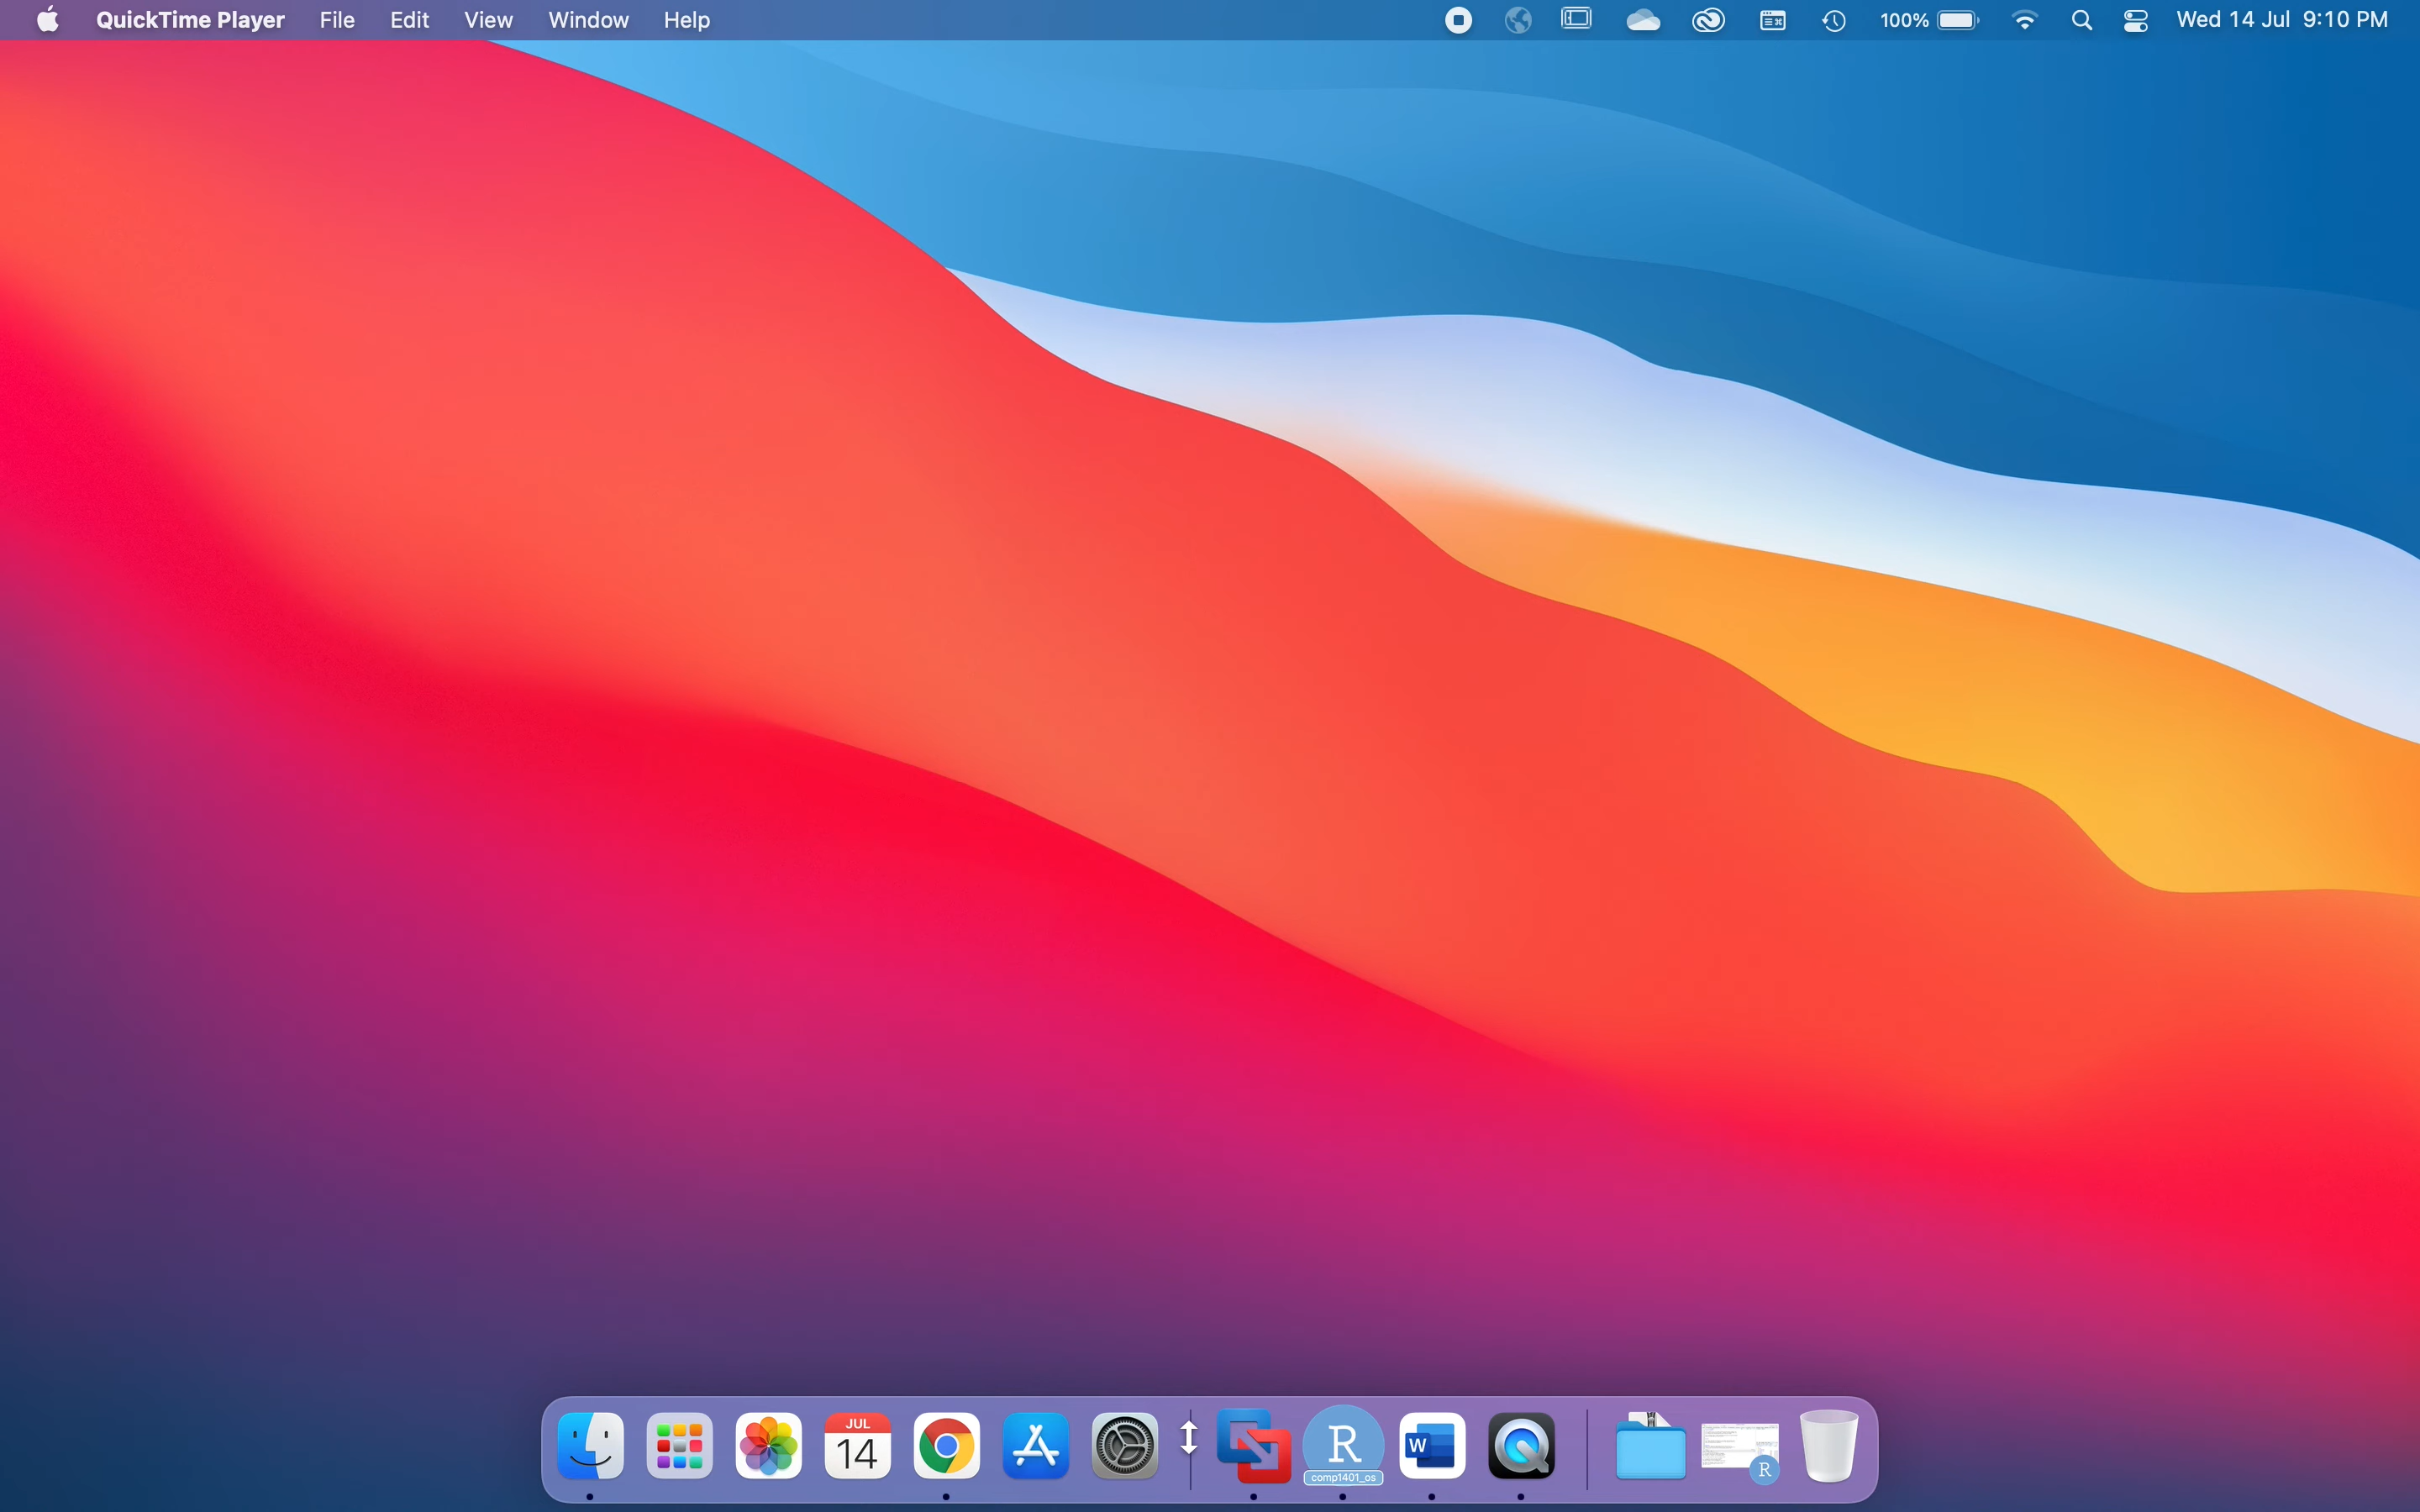 QuickTime Player File Edit View Window Help 100% Wed 14 Jul 9:10 PM
JUL
14
R
W
comp1401_os
R